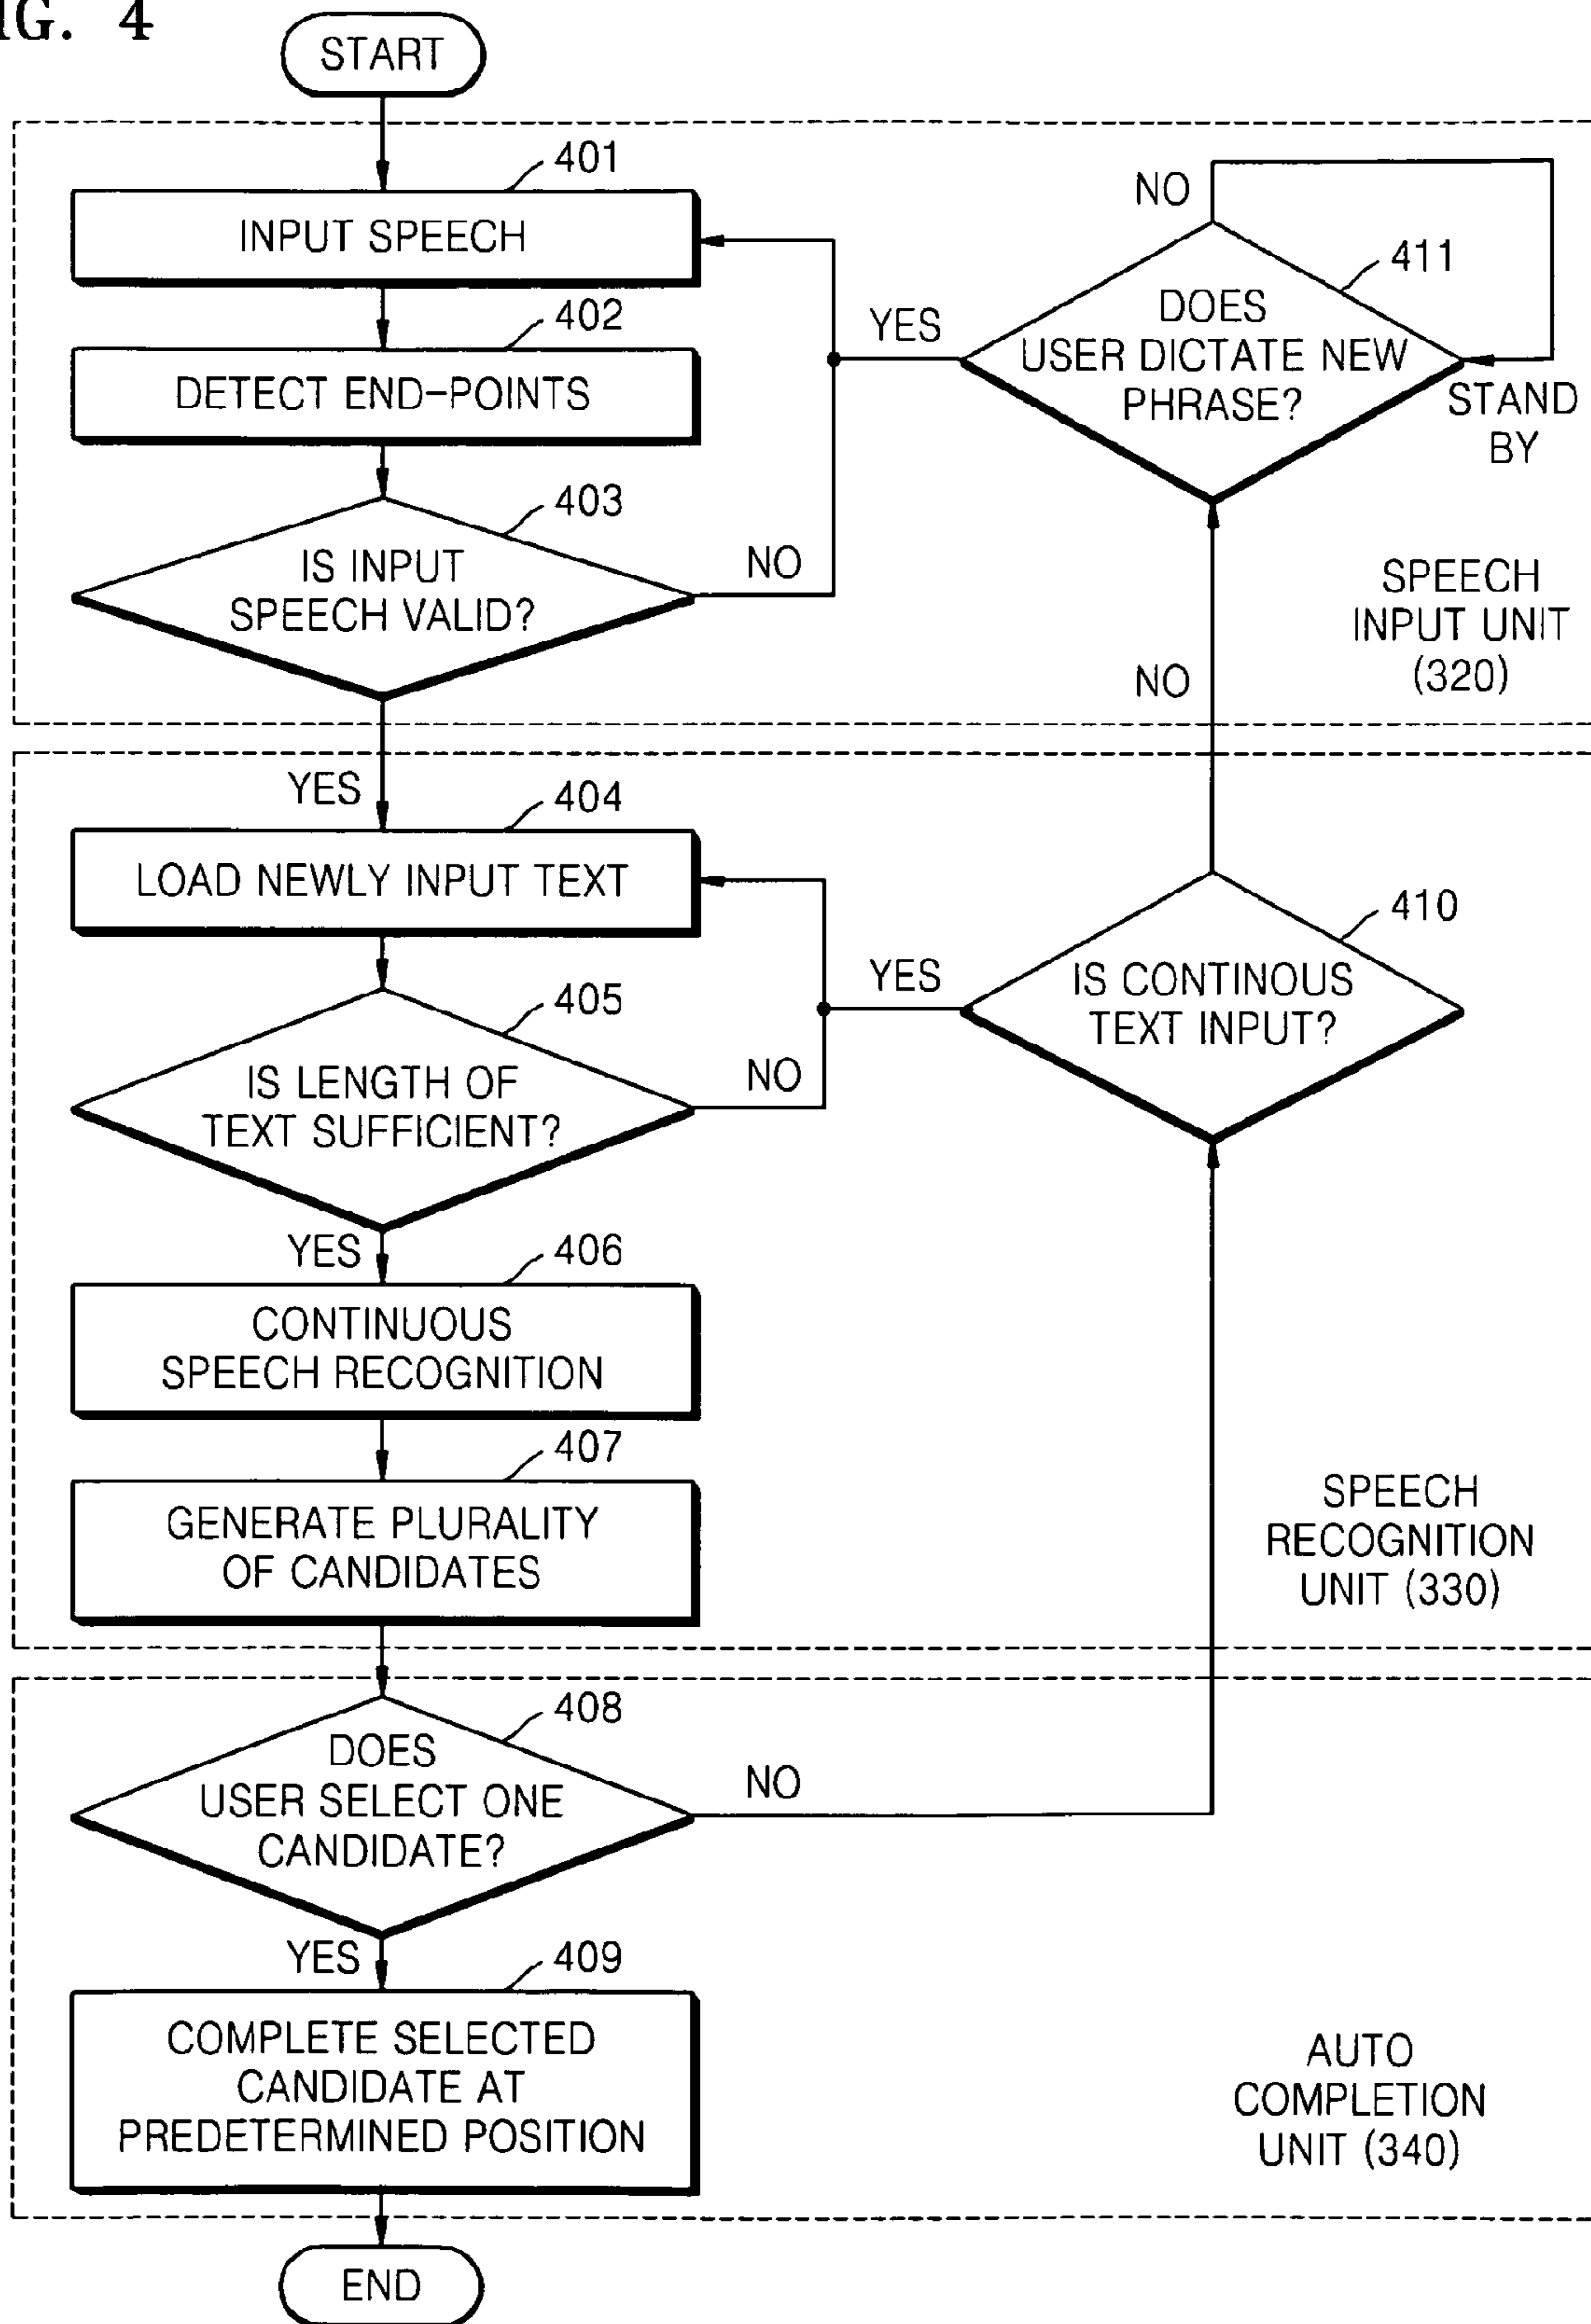 IG. 4
START
401
INPUT SPEECH
402
DETECT END-POINTS
403
IS INPUT
SPEECH VALID?
NO
YES
NO
411
DOES
USER DICTATE NEW
PHRASE?
YES
STAND
BY
SPEECH
INPUT UNIT
(320)
NO
404
LOAD NEWLY INPUT TEXT
405
IS LENGTH OF
TEXT SUFFICIENT?
NO
YES
410
IS CONTINOUS
TEXT INPUT?
YES
406
CONTINUOUS
SPEECH RECOGNITION
407
GENERATE PLURALITY
OF CANDIDATES
SPEECH
RECOGNITION
UNIT (330)
408
DOES
USER SELECT ONE
CANDIDATE?
NO
YES
409
COMPLETE SELECTED
CANDIDATE AT
PREDETERMINED POSITION
AUTO
COMPLETION
UNIT (340)
END